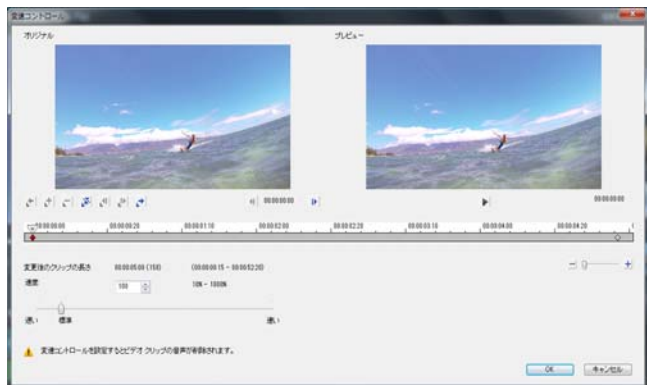 変速コントロール
オリジナル
プレビュー
00:00:00:00
00:00:00:00
00:00:00:00 00:00:00:20 00:00:01:10 00:00:02:00 00:00:02:20 00:00:03:10 00:00:04:00 00:00:04:20
変更後のクリップの長さ 00:00:05:00 (150) (00:00:00:15 - 00:00:52:20)
速度 100 10% - 1000%
遅い 標準 速い
変速コントロールを設定するとビデオ クリップの音声が削除されます。
OK キャンセル